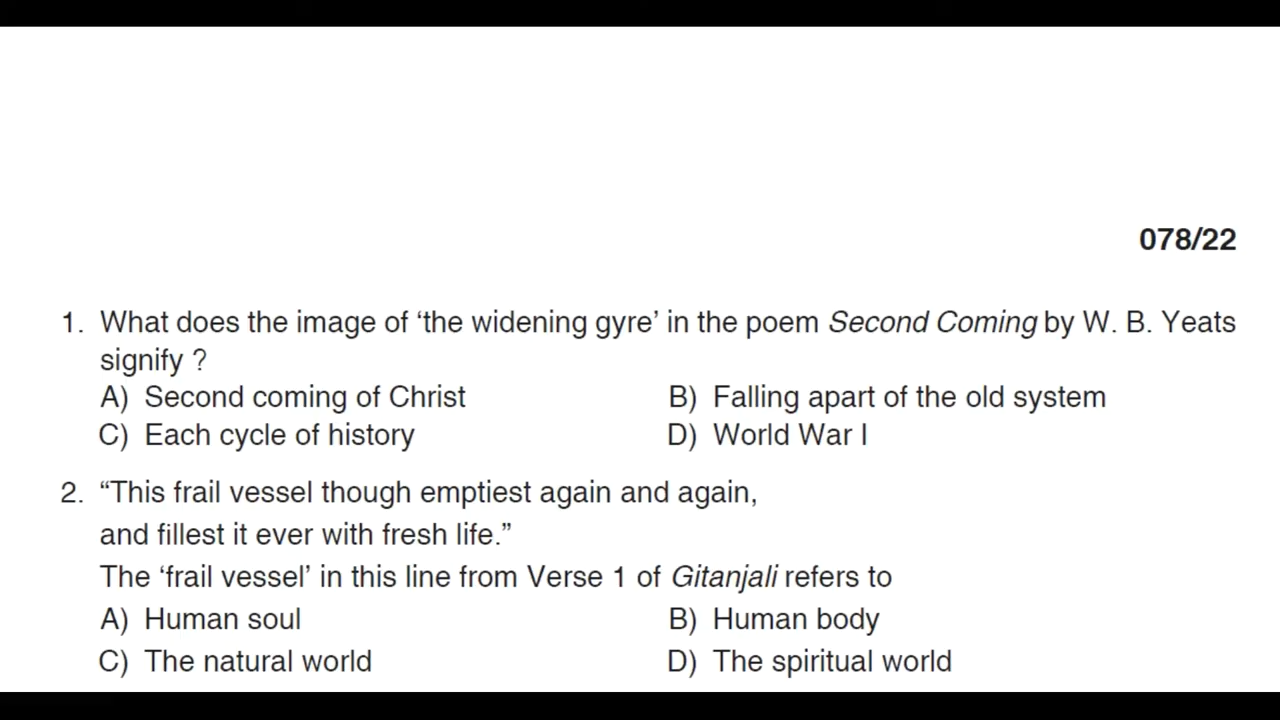 078/22
1. What does the image of ‘the widening gyre’ in the poem Second Coming by W. B. Yeats
signify ?
A) Second coming of Christ B) Falling apart of the old system
C) Each cycle of history D) World War I
2. “This frail vessel though emptiest again and again,
and fillest it ever with fresh life.”
The ‘frail vessel’ in this line from Verse 1 of Gitanjali refers to
A) Human soul B) Human body
C) The natural world D) The spiritual world